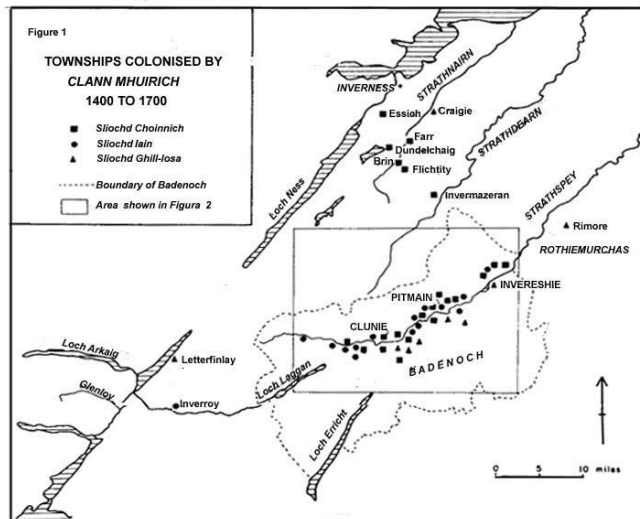 Figure 1
TOWNSHIPS COLONISED BY
CLANN MHUIRICH
1400 TO 1700
Sliochd Choinnich
Sliochd Iain
Sliochd Ghill-Iosa
Boundary of Badenoch
Area shown in Figura 2
INVERNESS
STRATHNAIRN
Essioh
Craigie
STRATHDEARN
Farr
Dundelchaig
Brin
Flichtity
Loch Ness
Invermazeran
STRATHSPEY
Rimore
ROTHIEMURCHAS
PITMAIN
INVERESHIE
CLUNIE
BADENOCH
Loch Arkaig
Letterfinlay
Loch Laggan
Glenloy
Inverroy
Loch Erricht
0 5 10
miles